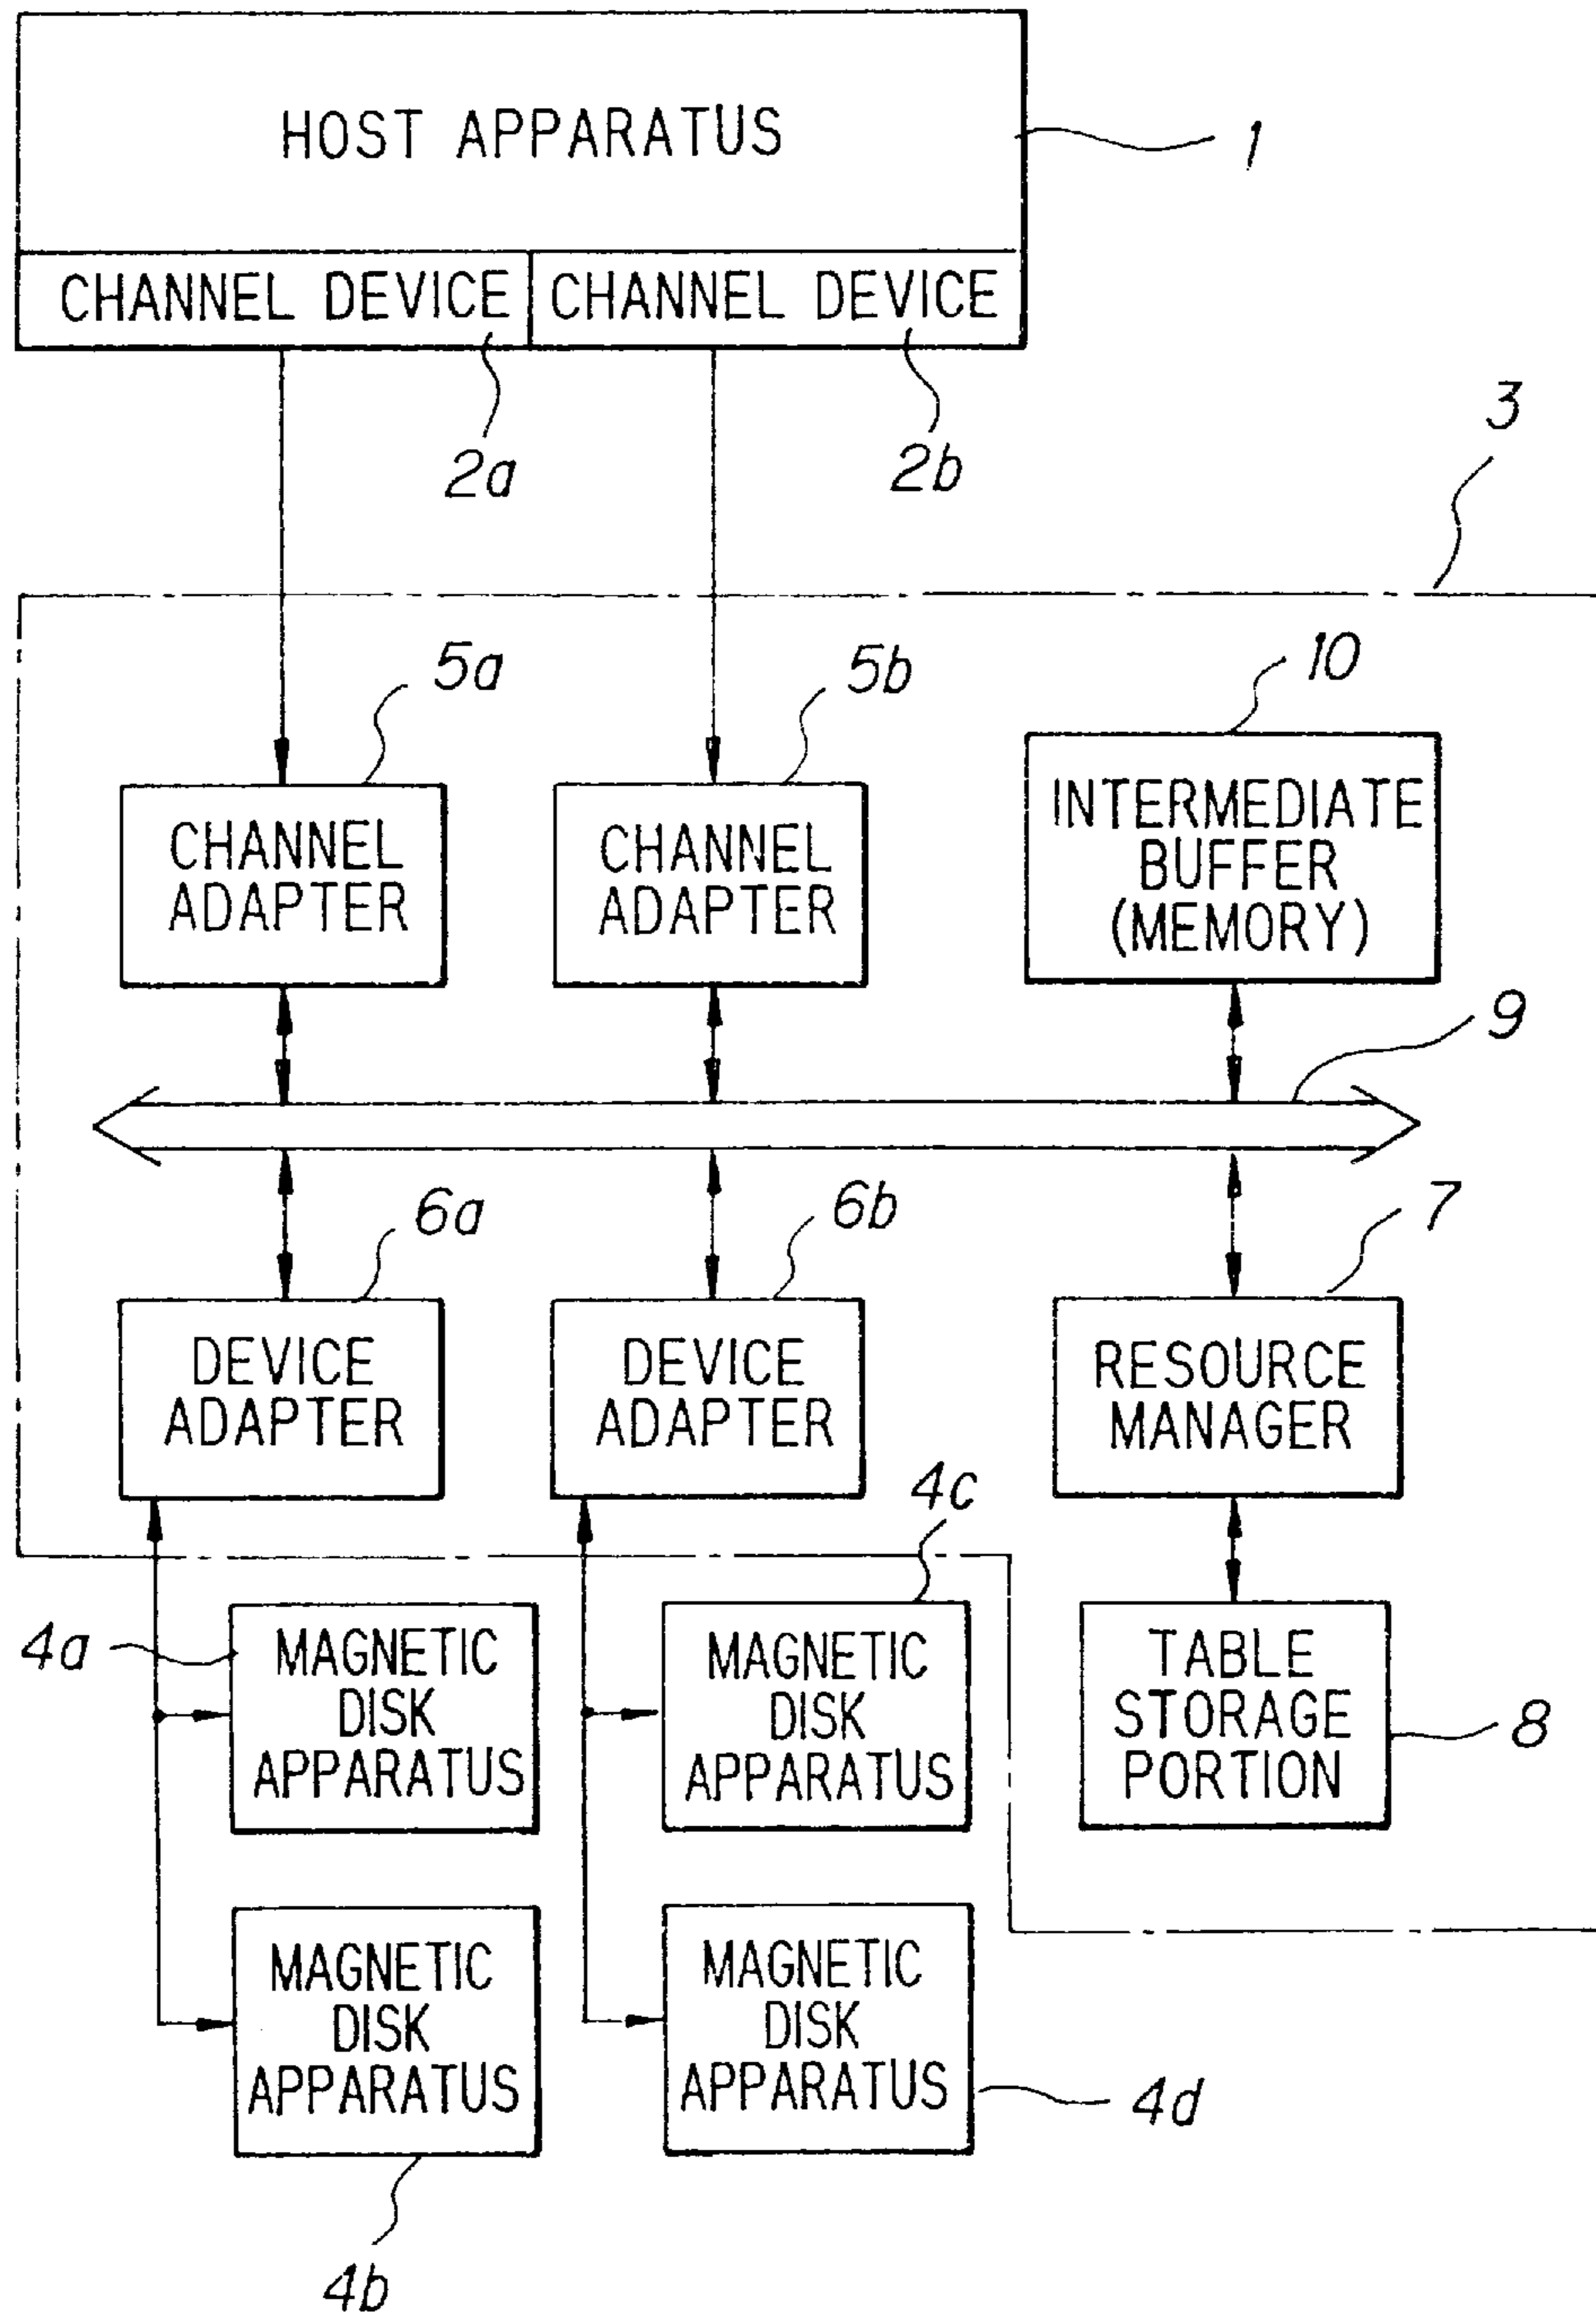 HOST APPARATUS
1
CHANNEL DEVICE
CHANNEL DEVICE
2a
2b
3
5a
5b
10
CHANNEL
ADAPTER
CHANNEL
ADAPTER
INTERMEDIATE
BUFFER
(MEMORY)
9
6a
6b
7
DEVICE
ADAPTER
DEVICE
ADAPTER
RESOURCE
MANAGER
4c
4a
MAGNETIC
DISK
APPARATUS
MAGNETIC
DISK
APPARATUS
TABLE
STORAGE
PORTION
8
MAGNETIC
DISK
APPARATUS
MAGNETIC
DISK
APPARATUS
4d
4b